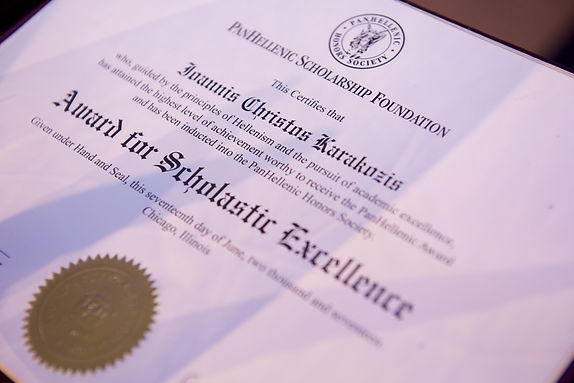 PANHELLENIC
HONORS SOCIETY
PANHELLENIC SCHOLARSHIP FOUNDATION
This Certifies that
Ioannis Christos Karakozis
who, guided by the principles of Hellenism and the pursuit of academic excellence,
has attained the highest level of achievement worthy to receive the PanHellenic Award
and has been inducted into the PanHellenic Honors Society.
Award for Scholastic Excellence
Given under Hand and Seal, this seventeenth day of June, two thousand and seventeen.
Chicago, Illinois